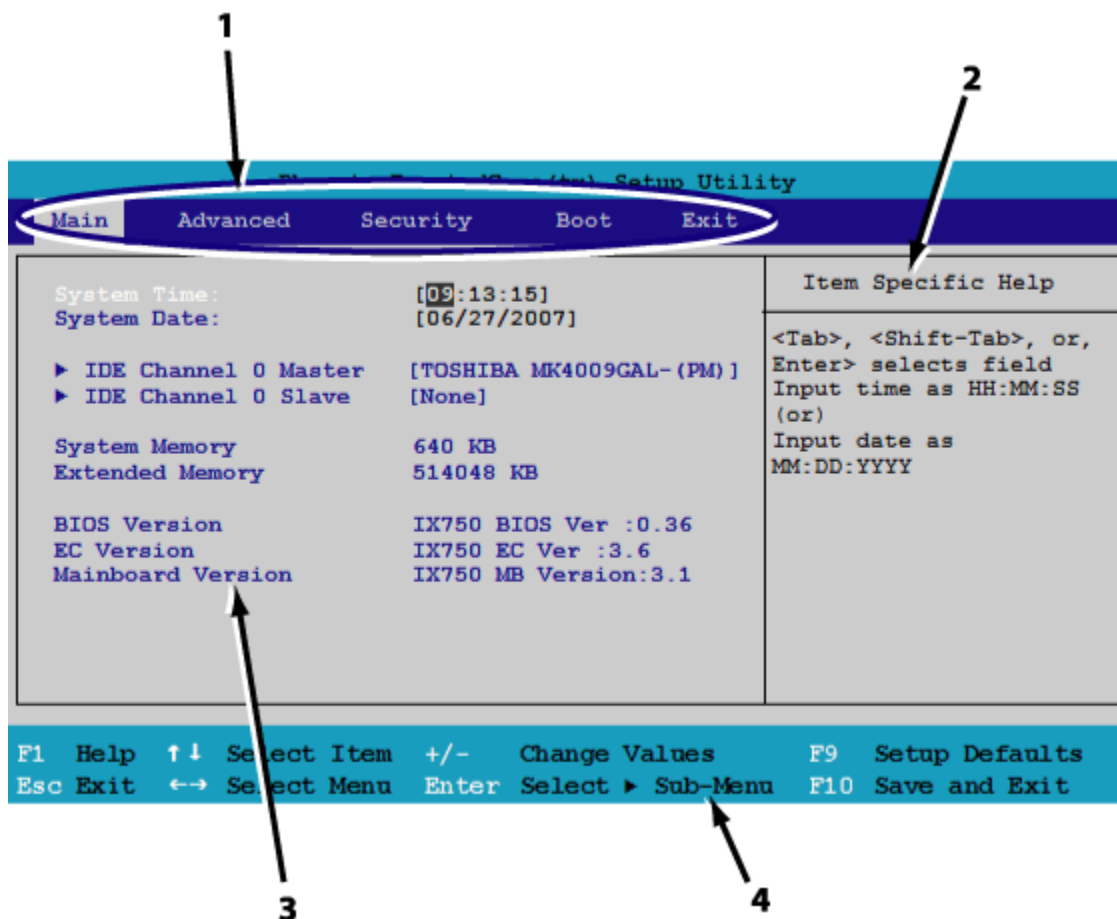 1
2
Setup Utility
Main Advanced Security Boot Exit
System Time: [09:13:15]
System Date: [06/27/2007]
▶ IDE Channel 0 Master [TOSHIBA MK4009GAL-(PM)]
▶ IDE Channel 0 Slave [None]
System Memory 640 KB
Extended Memory 514048 KB
BIOS Version IX750 BIOS Ver :0.36
EC Version IX750 EC Ver :3.6
Mainboard Version IX750 MB Version:3.1
Item Specific Help
<Tab>, <Shift-Tab>, or,
Enter> selects field
Input time as HH:MM:SS
(or)
Input date as
MM:DD:YYYY
F1 Help ↑↓ Select Item +/- Change Values F9 Setup Defaults
Esc Exit ←→ Select Menu Enter Select ▶ Sub-Menu F10 Save and Exit
3
4